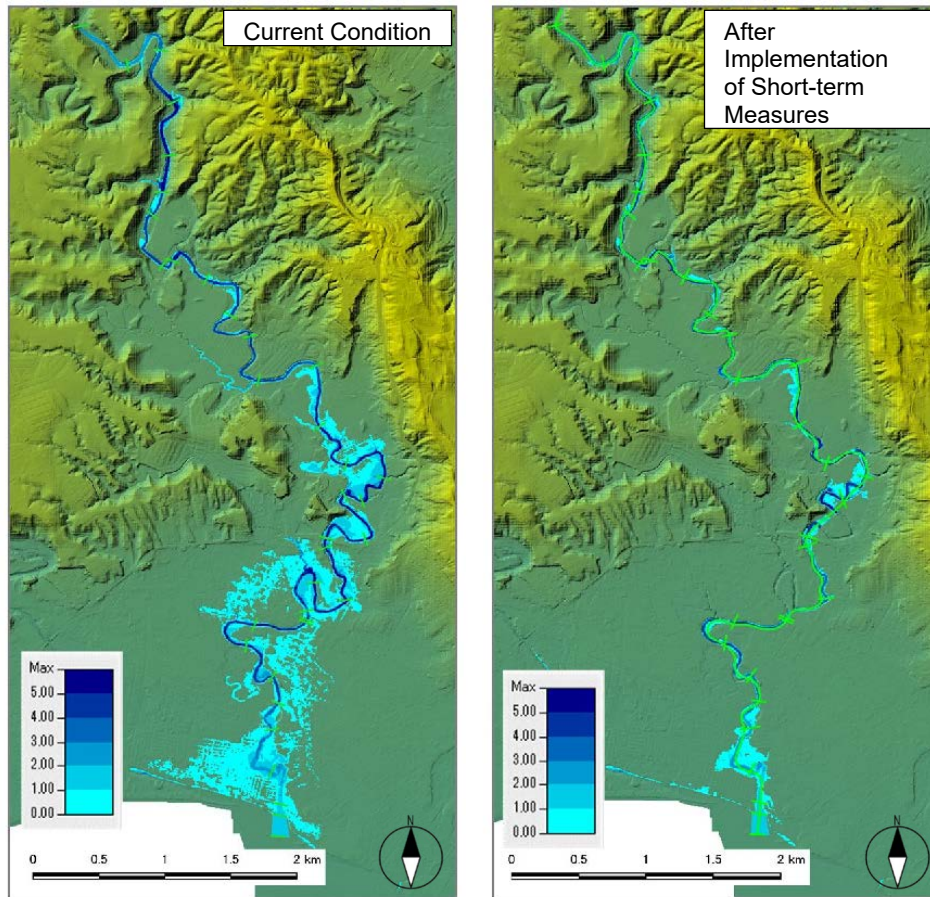 Current Condition
After
Implementation
of Short-term
Measures
Max
5.00
4.00
3.00
2.00
1.00
0.00
0 0.5 1 1.5 2 km
N
Max
5.00
4.00
3.00
2.00
1.00
0.00
0 0.5 1 1.5 2 km
N